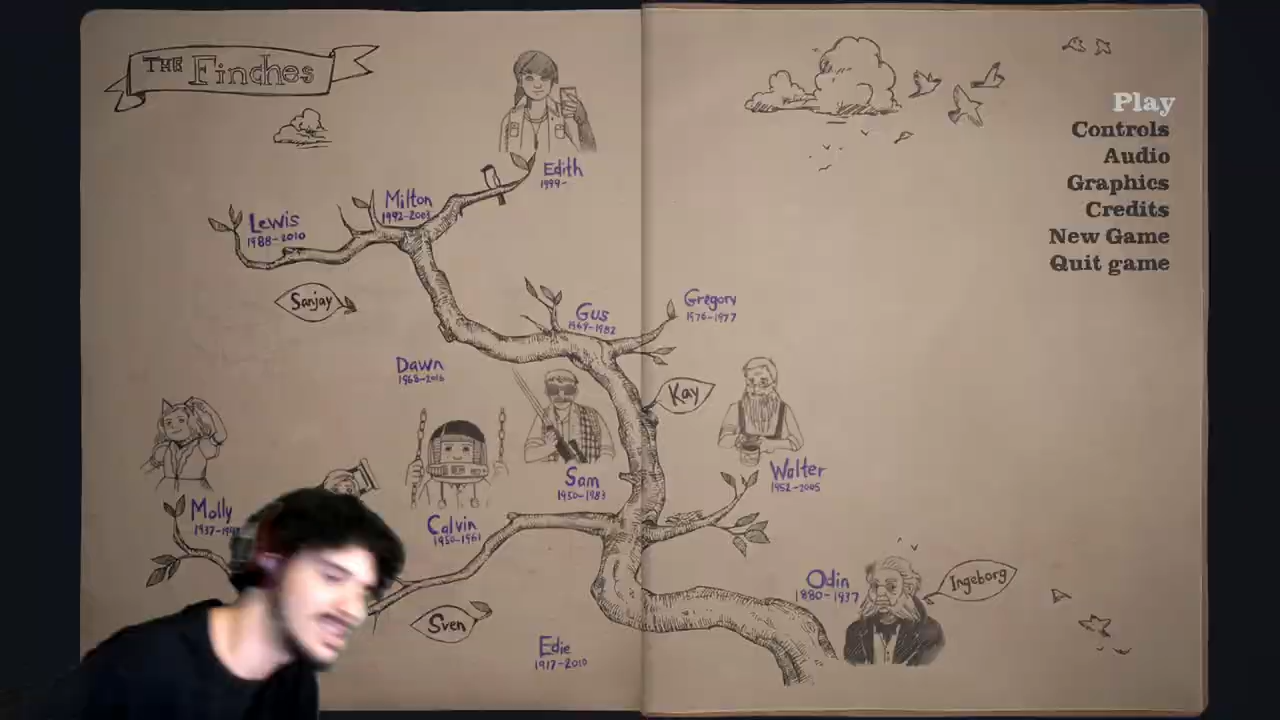 THE Finches
Edith
1999-
Milton
1992-2003
Lewis
1988-2010
Sanjay
Gus
1969-1982
Gregory
1976-1977
Dawn
1968-2016
Kay
Sam
1950-1983
Walter
1952-2005
Molly
Calvin
1950-1961
Sven
Odin
1880-1937
Ingeborg
Edie
1917-2010
Play
Controls
Audio
Graphics
Credits
New Game
Quit game